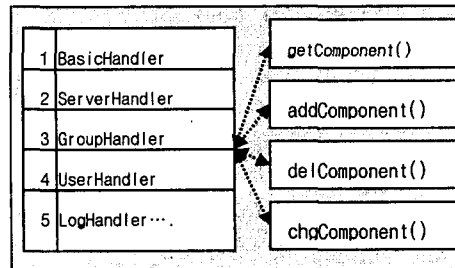 1 BasicHandler
2 ServerHandler
3 GroupHandler
4 UserHandler
5 LogHandler….
getComponent()
addComponent()
delComponent()
chgComponent()